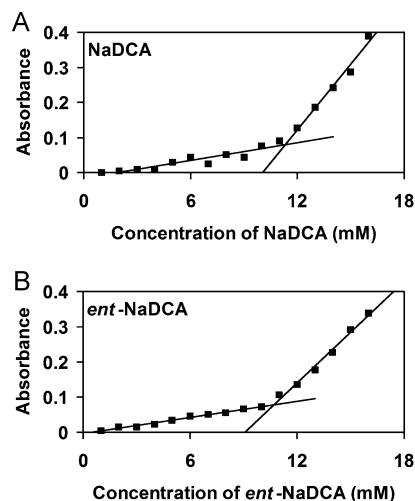 A
NaDCA
0.4
0.3
0.2
0.1
0
Absorbance
0 6 12 18
Concentration of NaDCA (mM)
B
ent-NaDCA
0.4
0.3
0.2
0.1
0
Absorbance
0 6 12 18
Concentration of ent-NaDCA (mM)